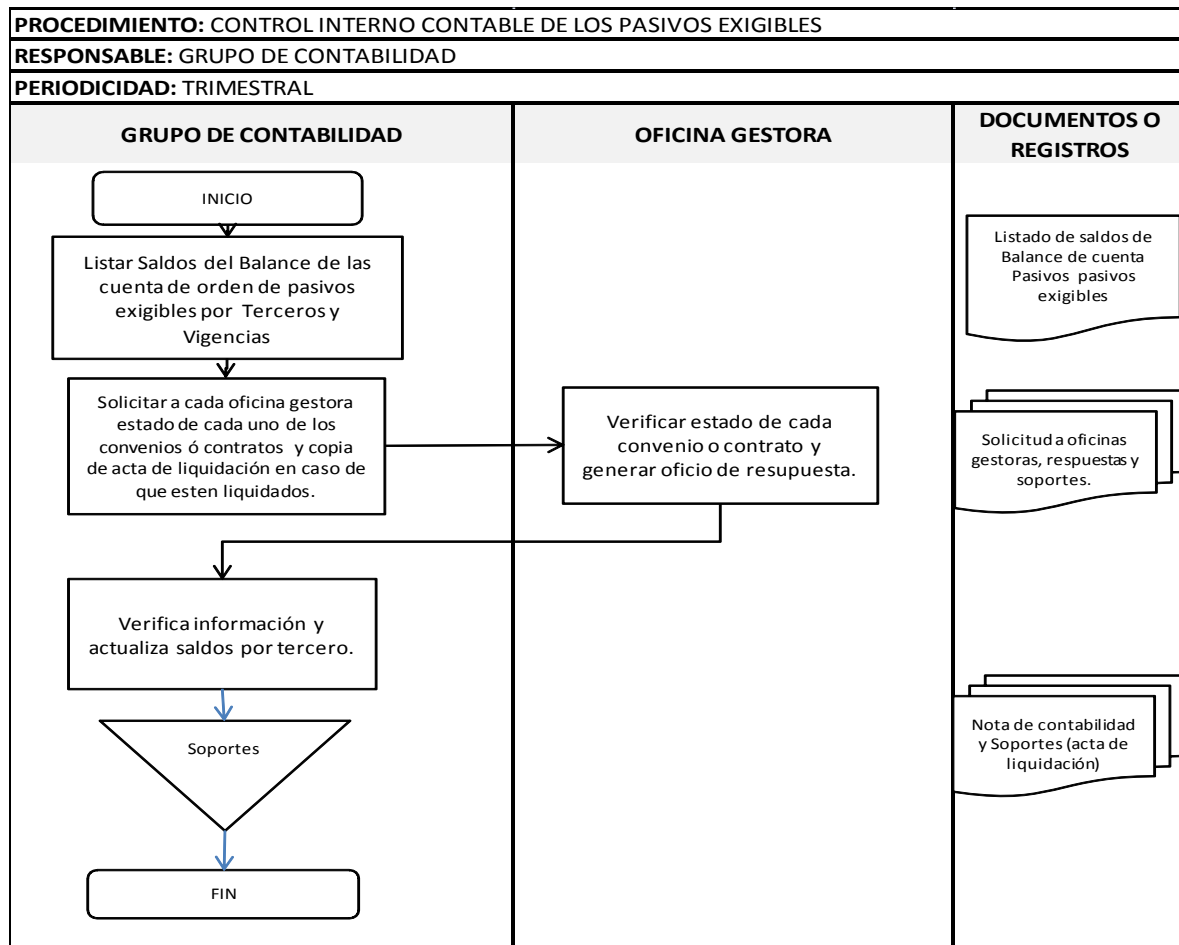 PROCEDIMIENTO: CONTROL INTERNO CONTABLE DE LOS PASIVOS EXIGIBLES
RESPONSABLE: GRUPO DE CONTABILIDAD
PERIODICIDAD: TRIMESTRAL
GRUPO DE CONTABILIDAD
OFICINA GESTORA
DOCUMENTOS O
REGISTROS
INICIO
Listar Saldos del Balance de las
cuenta de orden de pasivos
exigibles por Terceros y
Vigencias
Listado de saldos de
Balance de cuenta
Pasivos pasivos
exigibles
Solicitar a cada oficina gestora
estado de cada uno de los
convenios ó contratos y copia
de acta de liquidación en caso de
que esten liquidados.
Verificar estado de cada
convenio o contrato y
generar oficio de resupuesta.
Solicitud a oficinas
gestoras, respuestas y
soportes.
Verifica información y
actualiza saldos por tercero.
Soportes
Nota de contabilidad
y Soportes (acta de
liquidación)
FIN